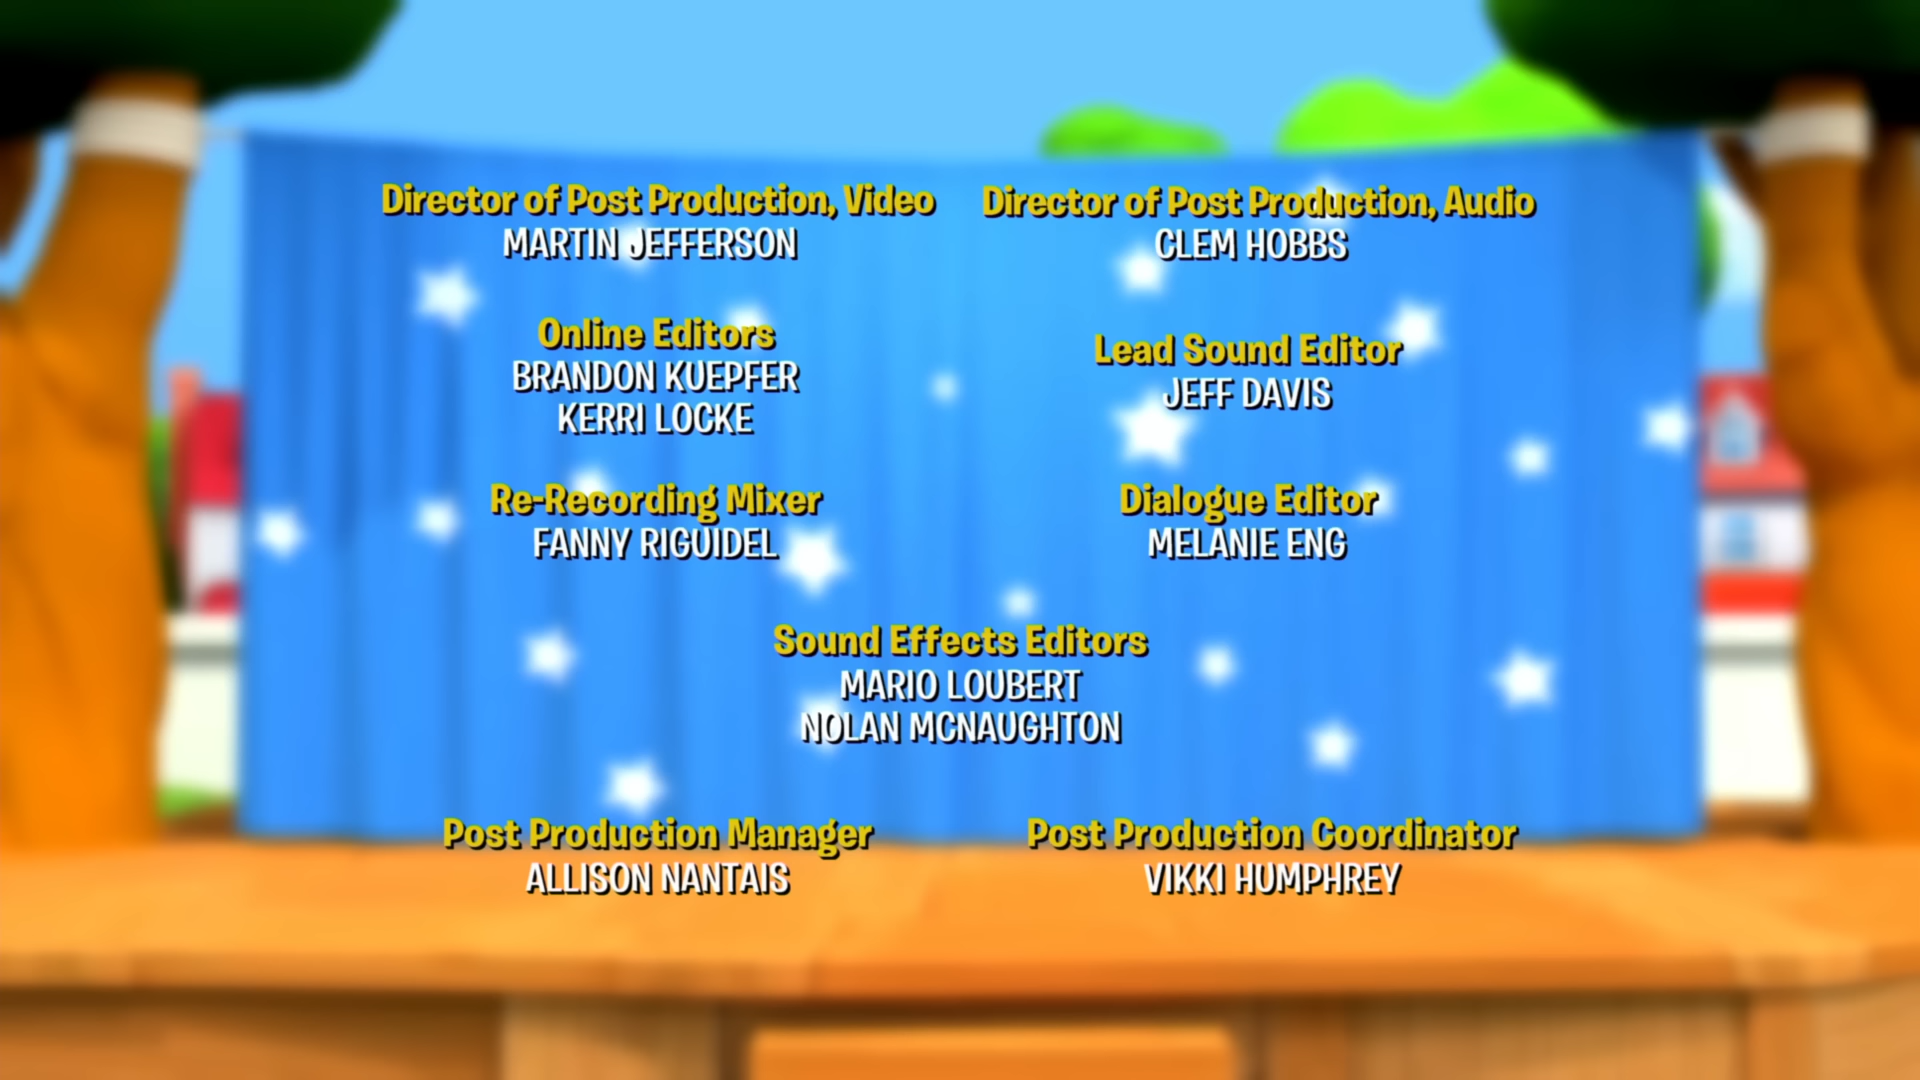 Director of Post Production, Video
MARTIN JEFFERSON
Director of Post Production, Audio
CLEM HOBBS
Online Editors
BRANDON KUEPFER
KERRI LOCKE
Lead Sound Editor
JEFF DAVIS
Re-Recording Mixer
FANNY RIGUIDEL
Dialogue Editor
MELANIE ENG
Sound Effects Editors
MARIO LOUBERT
NOLAN MCNAUGHTON
Post Production Manager
ALLISON NANTAIS
Post Production Coordinator
VIKKI HUMPHREY